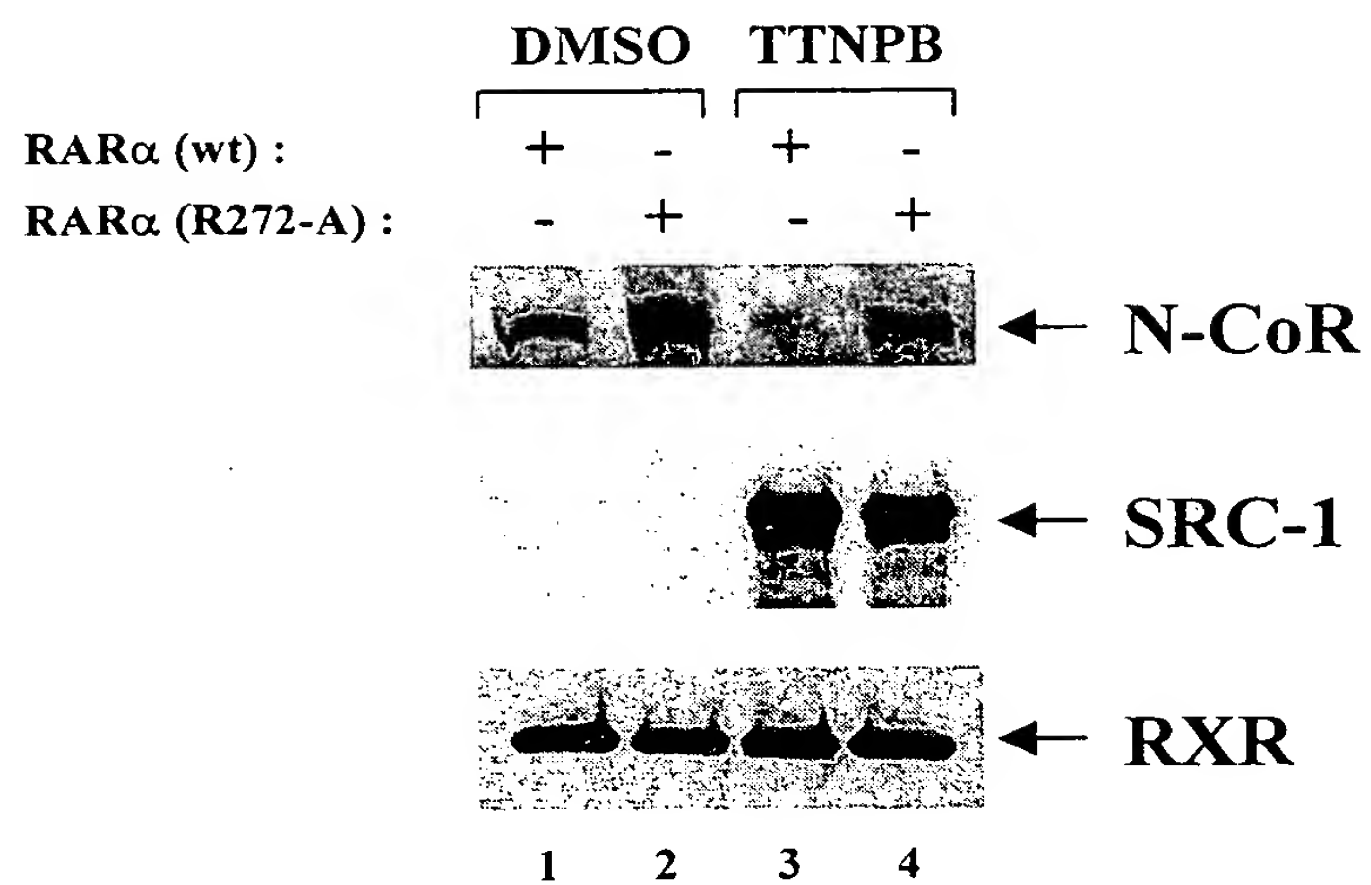 DMSO TTNPB
RARα (wt) : + - + -
RARα (R272-A) : - + - +
N-CoR
SRC-1
RXR
1 2 3 4